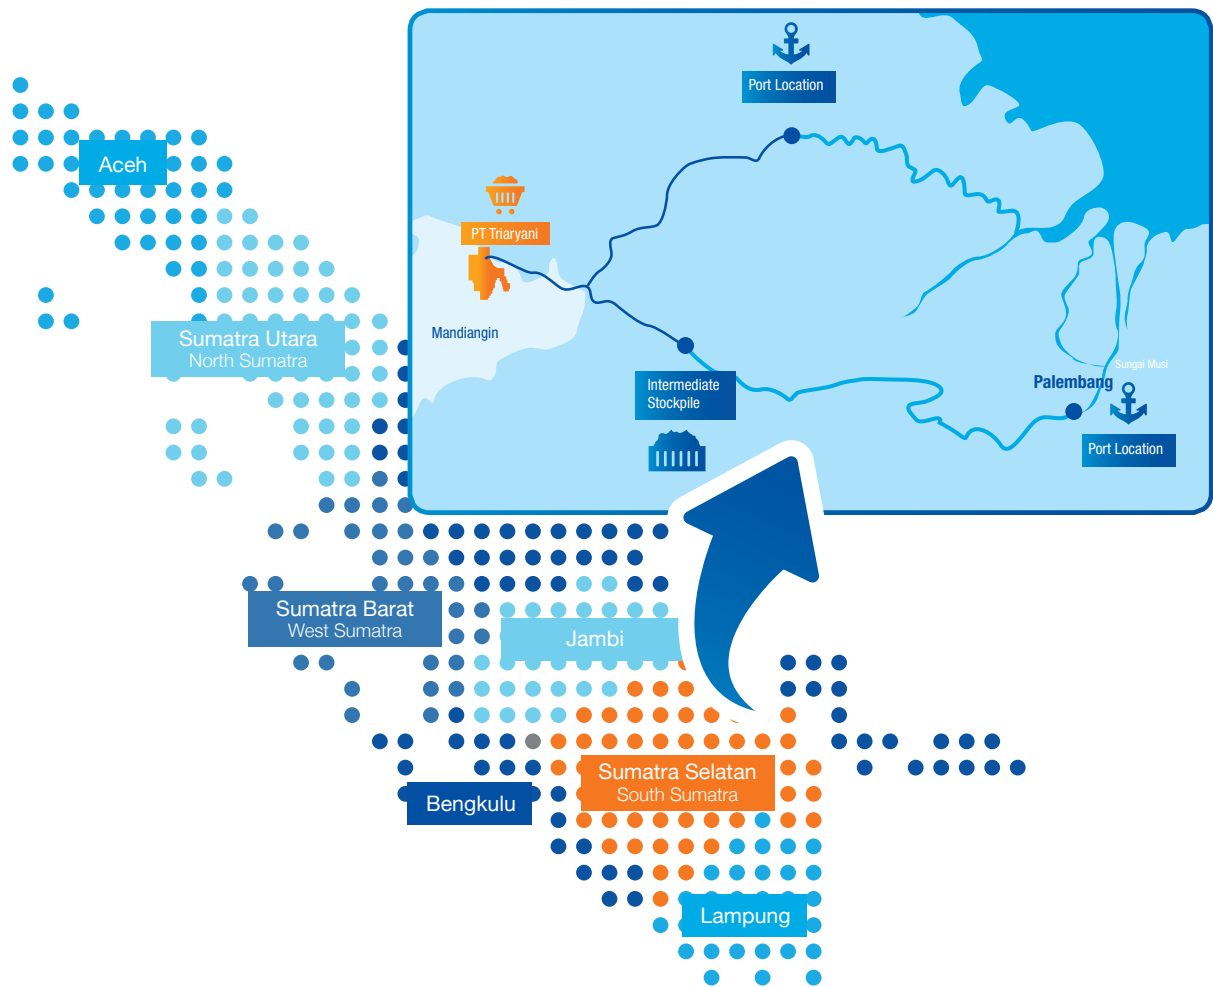 Port Location
Aceh
PT Triaryani
Mandiangin
Sumatra Utara
North Sumatra
Intermediate
Stockpile
Sungai Musi
Palembang
Port Location
Sumatra Barat
West Sumatra
Jambi
Sumatra Selatan
South Sumatra
Bengkulu
Lampung